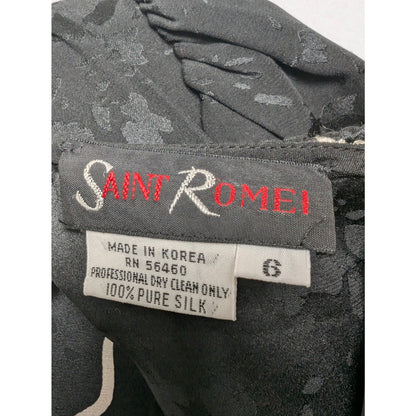 SAINT ROMEI
MADE IN KOREA
RN 56460
PROFESSIONAL DRY CLEAN ONLY
100% PURE SILK
6